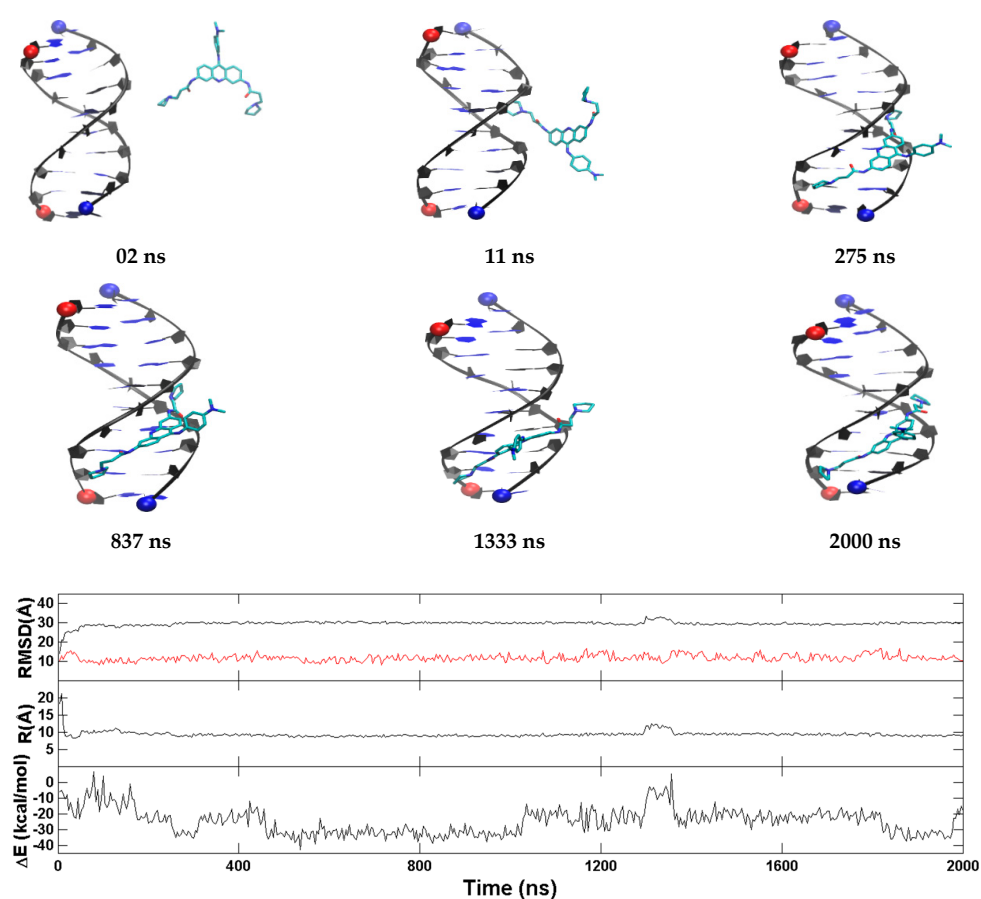 02 ns
11 ns
275 ns
837 ns
1333 ns
2000 ns
RMSD(Å)
40
30
20
10
R(Å)
20
15
10
5
ΔE (kcal/mol)
0
-10
-20
-30
-40
0 400 800 1200 1600 2000
Time (ns)